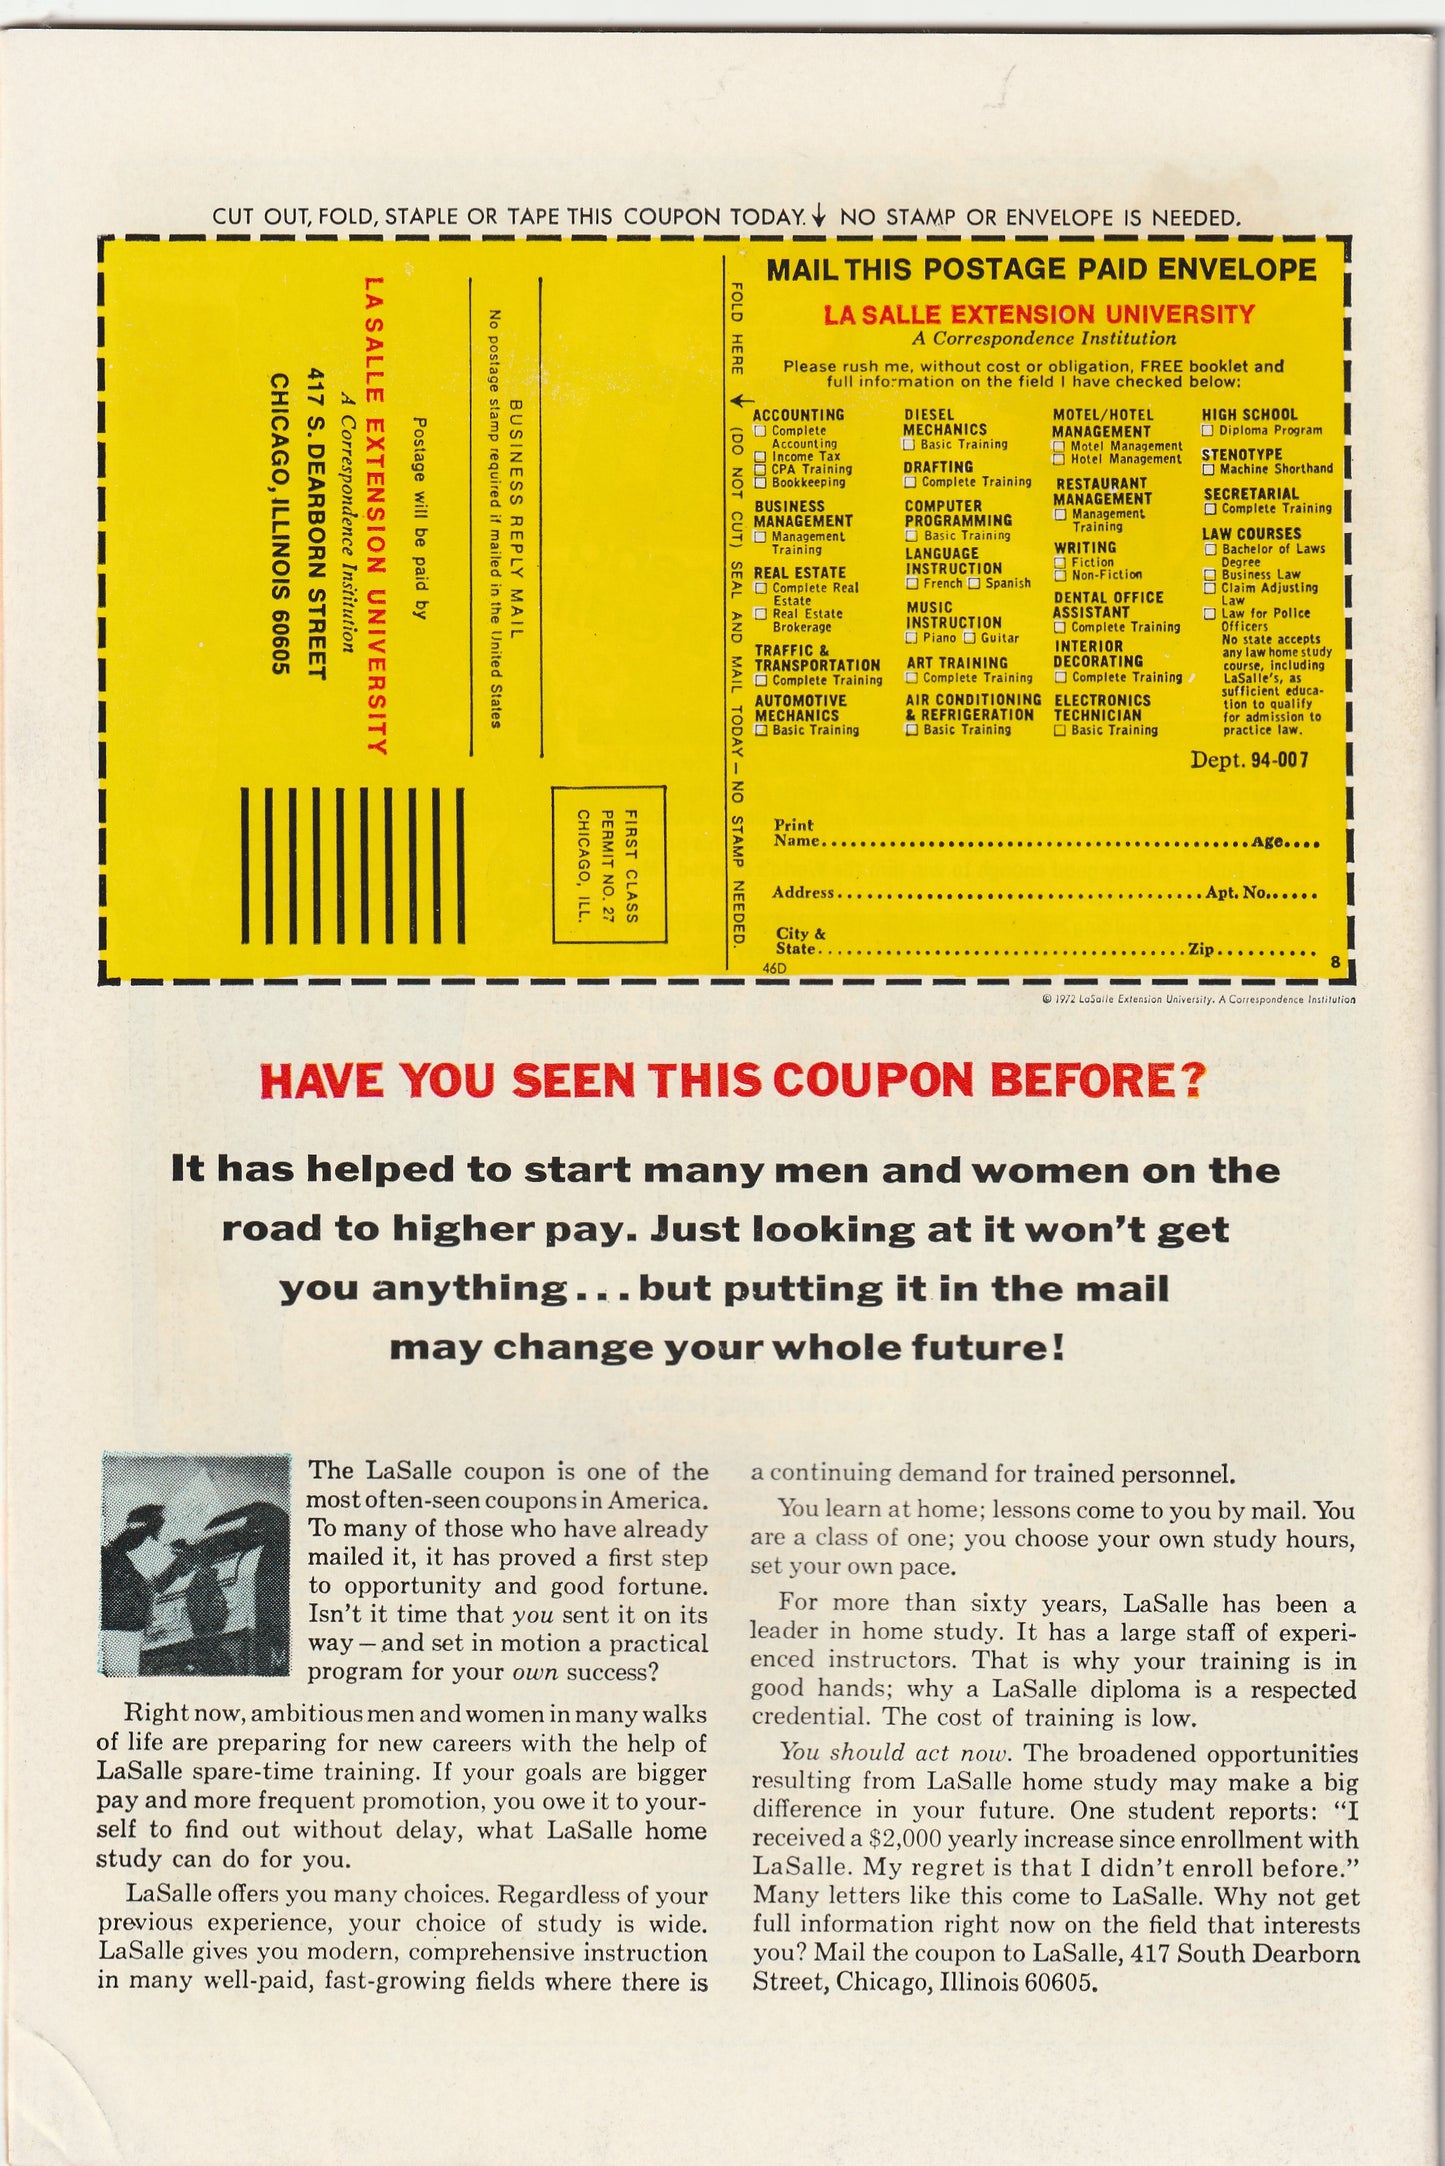 CUT OUT, FOLD, STAPLE OR TAPE THIS COUPON TODAY. ↓ NO STAMP OR ENVELOPE IS NEEDED.
BUSINESS REPLY MAIL
No postage stamp required if mailed in the United States
Postage will be paid by
LA SALLE EXTENSION UNIVERSITY
A Correspondence Institution
417 S. DEARBORN STREET
CHICAGO, ILLINOIS 60605
FIRST CLASS
PERMIT NO. 27
CHICAGO, ILL.
FOLD HERE ← (DO NOT CUT) SEAL AND MAIL TODAY — NO STAMP NEEDED.
MAIL THIS POSTAGE PAID ENVELOPE
LA SALLE EXTENSION UNIVERSITY
A Correspondence Institution
Please rush me, without cost or obligation, FREE booklet and
full information on the field I have checked below:
ACCOUNTING
☐ Complete
Accounting
☐ Income Tax
☐ CPA Training
☐ Bookkeeping
BUSINESS
MANAGEMENT
☐ Management
Training
REAL ESTATE
☐ Complete Real
Estate
☐ Real Estate
Brokerage
TRAFFIC &
TRANSPORTATION
☐ Complete Training
AUTOMOTIVE
MECHANICS
☐ Basic Training
DIESEL
MECHANICS
☐ Basic Training
DRAFTING
☐ Complete Training
COMPUTER
PROGRAMMING
☐ Basic Training
LANGUAGE
INSTRUCTION
☐ French ☐ Spanish
MUSIC
INSTRUCTION
☐ Piano ☐ Guitar
ART TRAINING
☐ Complete Training
AIR CONDITIONING
& REFRIGERATION
☐ Basic Training
MOTEL/HOTEL
MANAGEMENT
☐ Motel Management
☐ Hotel Management
RESTAURANT
MANAGEMENT
☐ Management
Training
WRITING
☐ Fiction
☐ Non-Fiction
DENTAL OFFICE
ASSISTANT
☐ Complete Training
INTERIOR
DECORATING
☐ Complete Training
ELECTRONICS
TECHNICIAN
☐ Basic Training
HIGH SCHOOL
☐ Diploma Program
STENOTYPE
☐ Machine Shorthand
SECRETARIAL
☐ Complete Training
LAW COURSES
☐ Bachelor of Laws
Degree
☐ Business Law
☐ Claim Adjusting
Law
☐ Law for Police
Officers
No state accepts
any law home study
course, including
LaSalle's, as
sufficient educa-
tion to qualify
for admission to
practice law.
Dept. 94-007
Print
Name........................................Age....
Address...................................Apt. No......
City &
State...................................Zip..........
46D
8
© 1972 LaSalle Extension University. A Correspondence Institution
HAVE YOU SEEN THIS COUPON BEFORE?
It has helped to start many men and women on the
road to higher pay. Just looking at it won't get
you anything...but putting it in the mail
may change your whole future!
The LaSalle coupon is one of the
most often-seen coupons in America.
To many of those who have already
mailed it, it has proved a first step
to opportunity and good fortune.
Isn't it time that you sent it on its
way—and set in motion a practical
program for your own success?
Right now, ambitious men and women in many walks
of life are preparing for new careers with the help of
LaSalle spare-time training. If your goals are bigger
pay and more frequent promotion, you owe it to your-
self to find out without delay, what LaSalle home
study can do for you.
LaSalle offers you many choices. Regardless of your
previous experience, your choice of study is wide.
LaSalle gives you modern, comprehensive instruction
in many well-paid, fast-growing fields where there is
a continuing demand for trained personnel.
You learn at home; lessons come to you by mail. You
are a class of one; you choose your own study hours,
set your own pace.
For more than sixty years, LaSalle has been a
leader in home study. It has a large staff of experi-
enced instructors. That is why your training is in
good hands; why a LaSalle diploma is a respected
credential. The cost of training is low.
You should act now. The broadened opportunities
resulting from LaSalle home study may make a big
difference in your future. One student reports: "I
received a $2,000 yearly increase since enrollment with
LaSalle. My regret is that I didn't enroll before."
Many letters like this come to LaSalle. Why not get
full information right now on the field that interests
you? Mail the coupon to LaSalle, 417 South Dearborn
Street, Chicago, Illinois 60605.